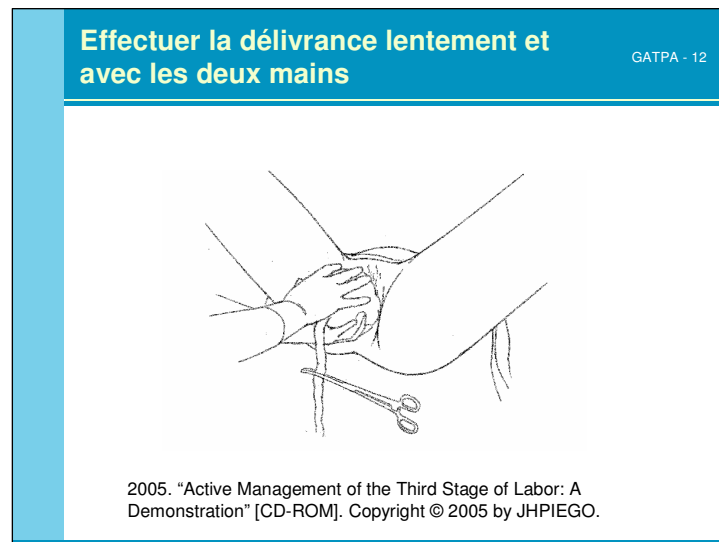 Effectuer la délivrance lentement et
avec les deux mains
GATPA - 12
2005. “Active Management of the Third Stage of Labor: A
Demonstration” [CD-ROM]. Copyright © 2005 by JHPIEGO.